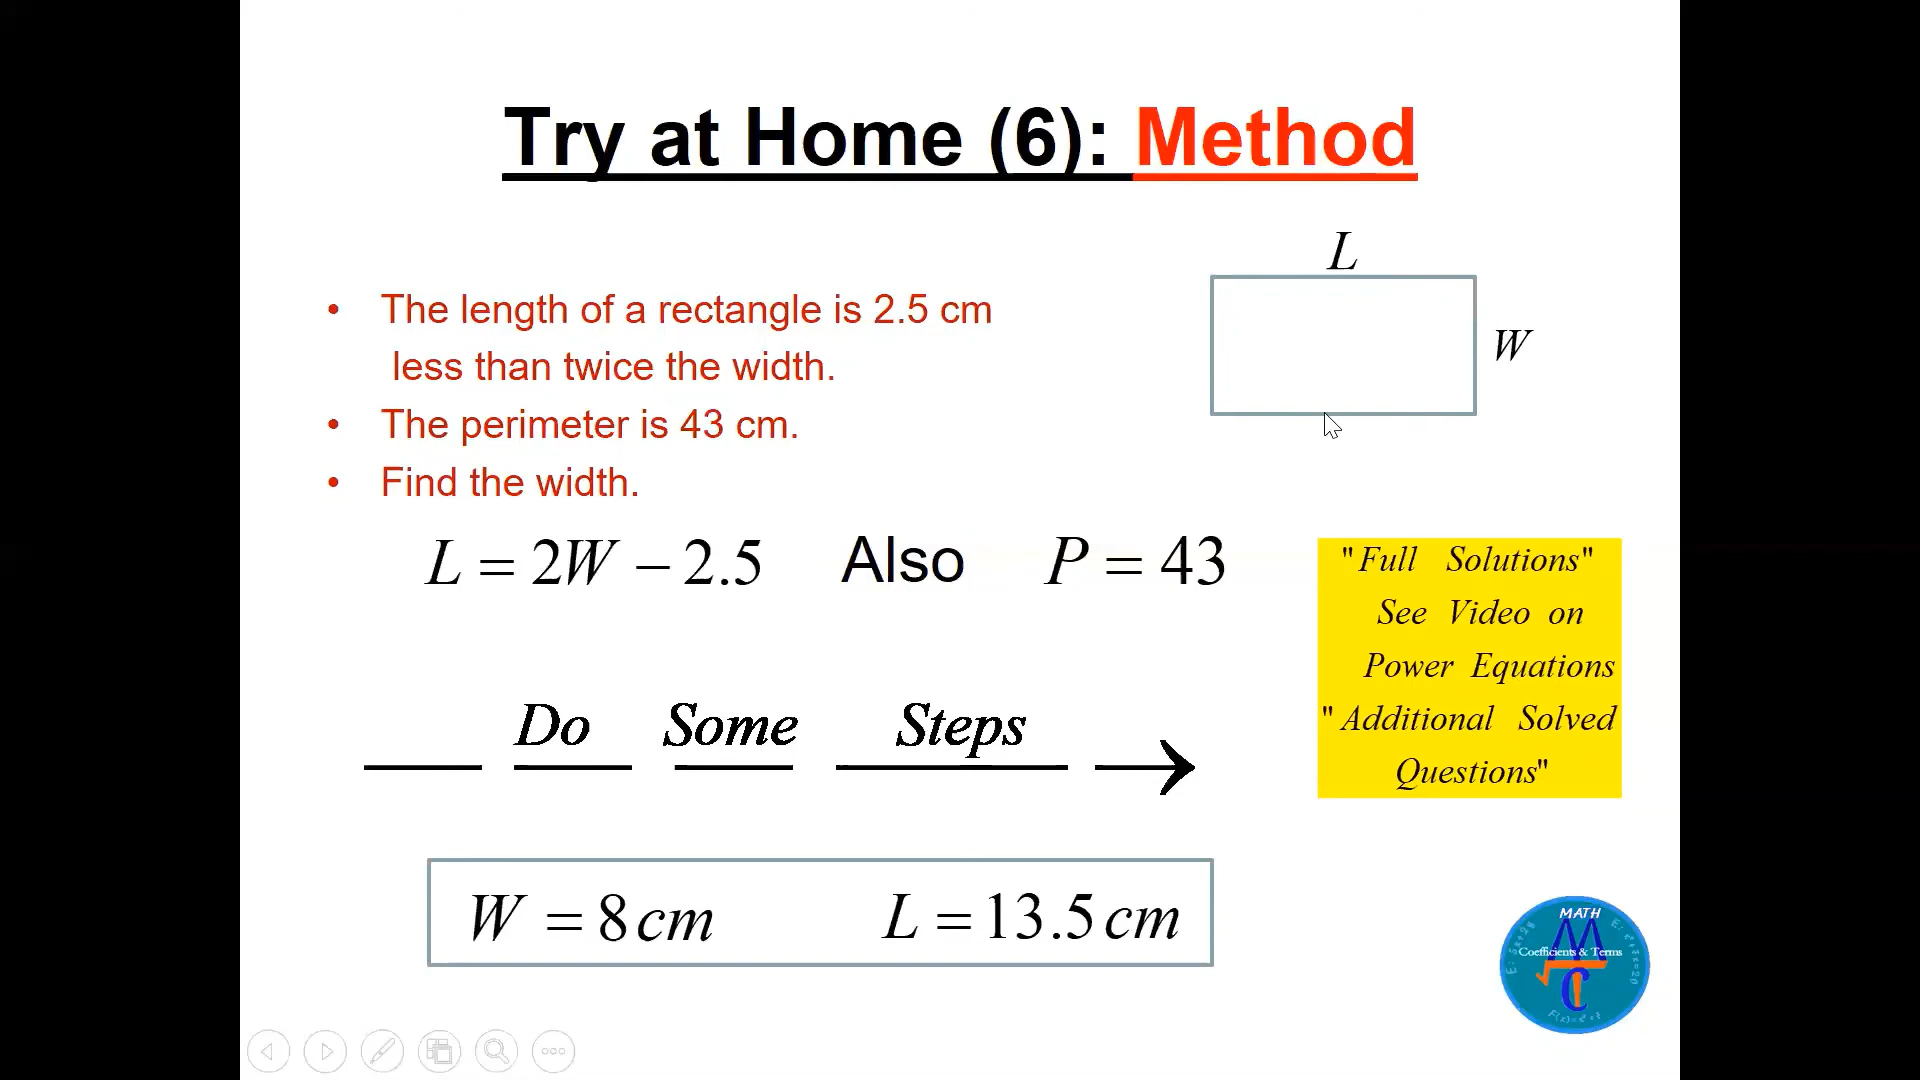 Try at Home (6): Method
L
W
• The length of a rectangle is 2.5 cm
less than twice the width.
• The perimeter is 43 cm.
• Find the width.
L = 2W − 2.5 Also P = 43
"Full Solutions"
See Video on
Power Equations
"Additional Solved
Questions"
Do Some Steps
W = 8 cm L = 13.5 cm
MATH
Coefficients & Terms